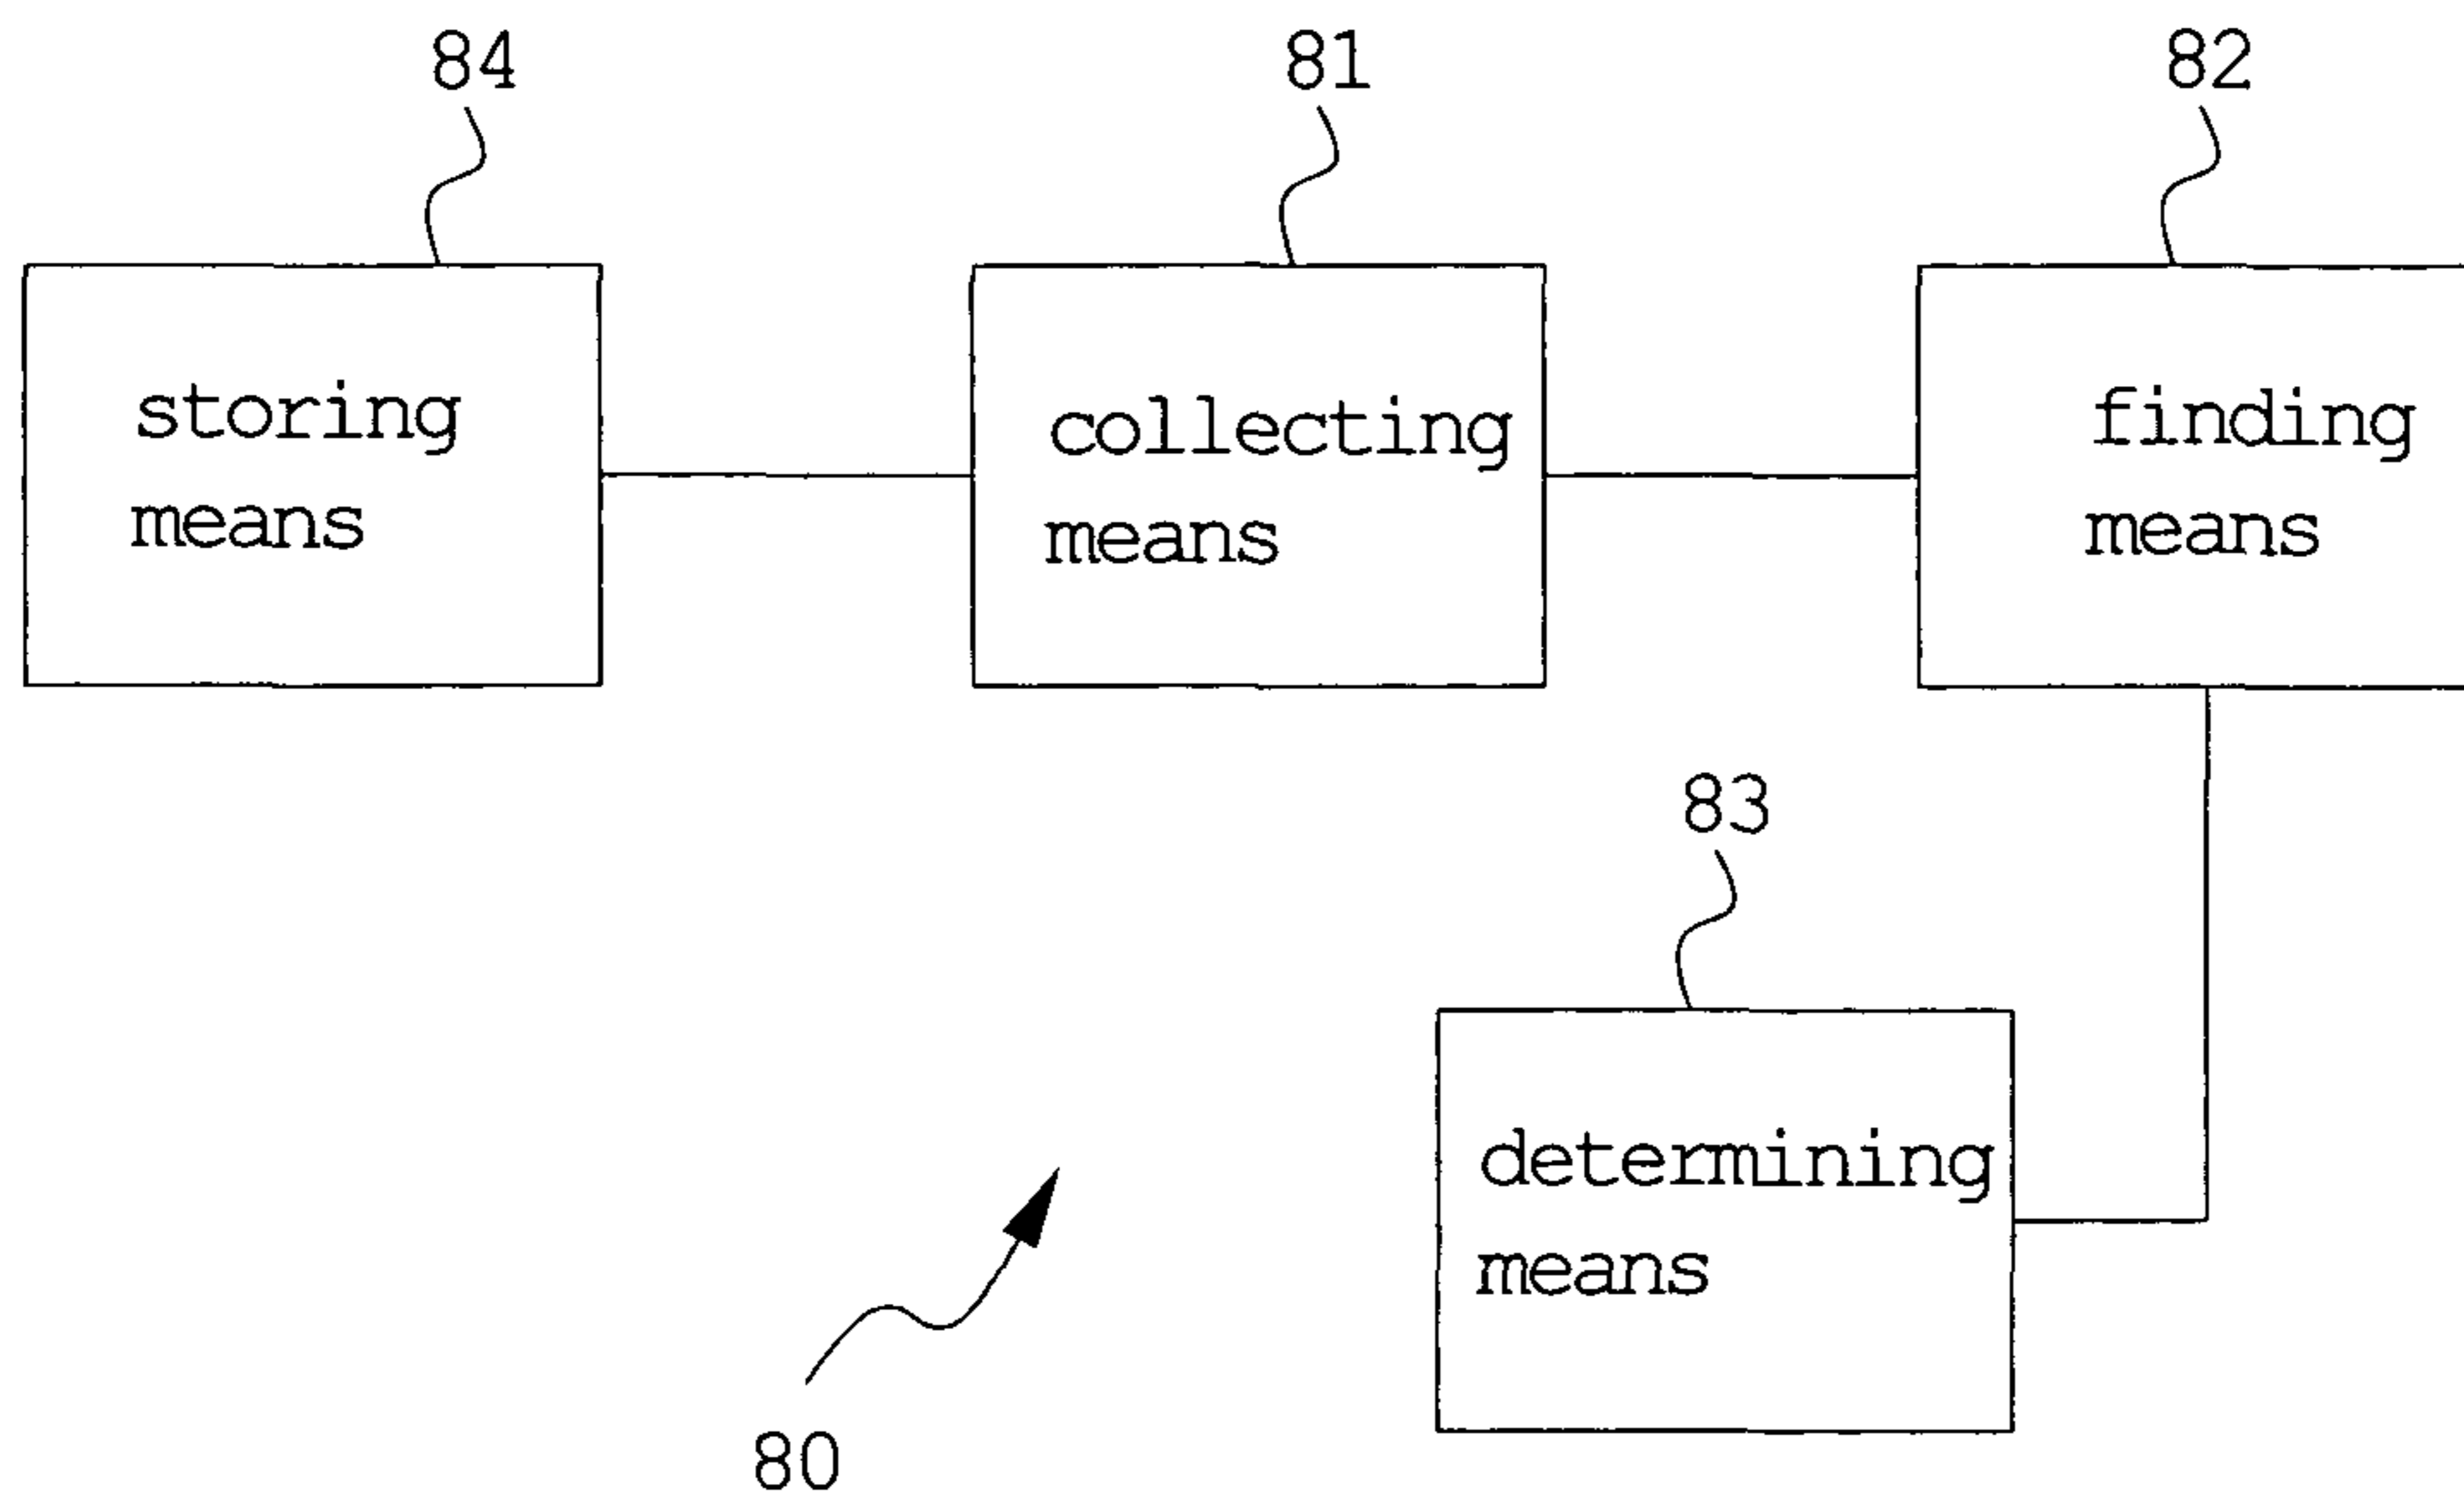 84
81
82
storing
means
collecting
means
finding
means
83
determining
means
80